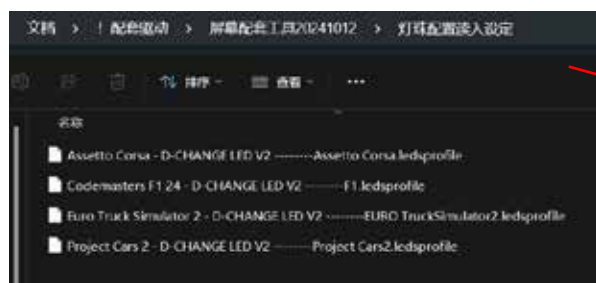 文档 > ! 配套驱动 > 屏幕配套工具20241012 > 灯珠配置读入设定
排序 查看 ...
名称
Assetto Corsa - D-CHANGE LED V2 --------Assetto Corsa.ledsprofile
Codemasters F1 24 - D-CHANGE LED V2 --------F1.ledsprofile
Euro Truck Simulator 2 - D-CHANGE LED V2 --------EURO TruckSimulator2.ledsprofile
Project Cars 2 - D-CHANGE LED V2 --------Project Cars2.ledsprofile